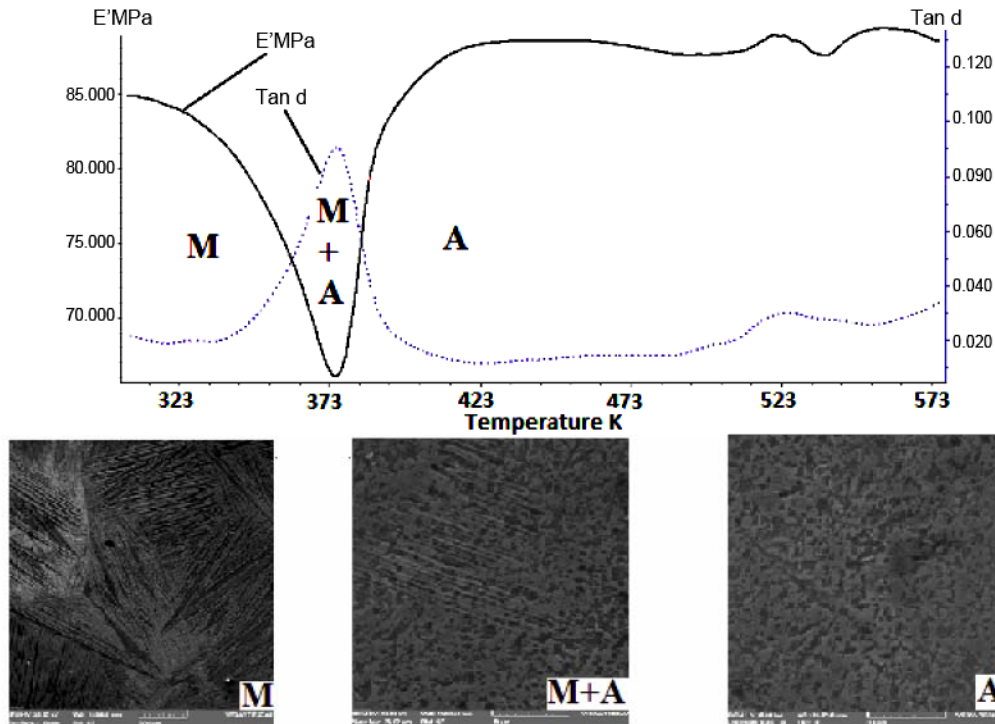 E'MPa
Tan d
E'MPa
Tan d
0.120
85.000
0.100
80.000
0.090
M
+
A
M
A
75.000
0.060
0.040
70.000
0.020
323
373
423
473
523
573
Temperature K
M
M+A
A